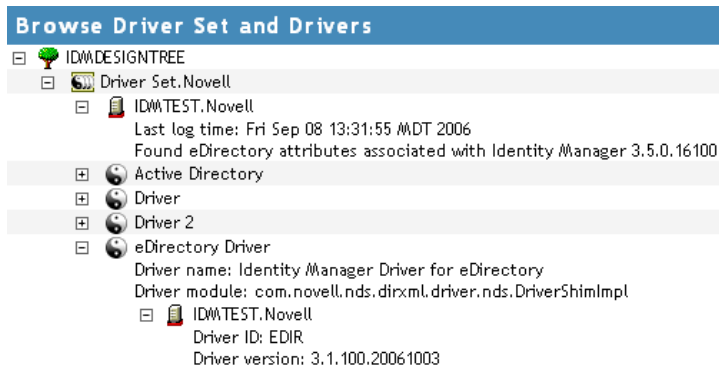 Browse Driver Set and Drivers
IDMDESIGNTREE
Driver Set.Novell
IDMTEST.Novell
Last log time: Fri Sep 08 13:31:55 MDT 2006
Found eDirectory attributes associated with Identity Manager 3.5.0.16100
Active Directory
Driver
Driver 2
eDirectory Driver
Driver name: Identity Manager Driver for eDirectory
Driver module: com.novell.nds.dirxml.driver.nds.DriverShimImpl
IDMTEST.Novell
Driver ID: EDIR
Driver version: 3.1.100.20061003